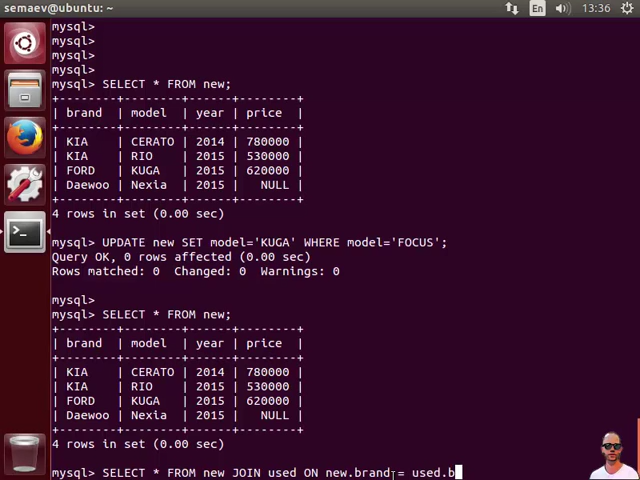 semaev@ubuntu: ~
En
13:36
mysql>
mysql>
mysql>
mysql>
mysql> SELECT * FROM new;
+--------+--------+------+--------+
| brand  | model  | year | price  |
+--------+--------+------+--------+
| KIA    | CERATO | 2014 | 780000 |
| KIA    | RIO    | 2015 | 530000 |
| FORD   | KUGA   | 2015 | 620000 |
| Daewoo | Nexia  | 2015 |   NULL |
+--------+--------+------+--------+
4 rows in set (0.00 sec)
mysql> UPDATE new SET model='KUGA' WHERE model='FOCUS';
Query OK, 0 rows affected (0.00 sec)
Rows matched: 0  Changed: 0  Warnings: 0
mysql>
mysql> SELECT * FROM new;
+--------+--------+------+--------+
| brand  | model  | year | price  |
+--------+--------+------+--------+
| KIA    | CERATO | 2014 | 780000 |
| KIA    | RIO    | 2015 | 530000 |
| FORD   | KUGA   | 2015 | 620000 |
| Daewoo | Nexia  | 2015 |   NULL |
+--------+--------+------+--------+
4 rows in set (0.00 sec)
mysql> SELECT * FROM new JOIN used ON new.brand = used.b